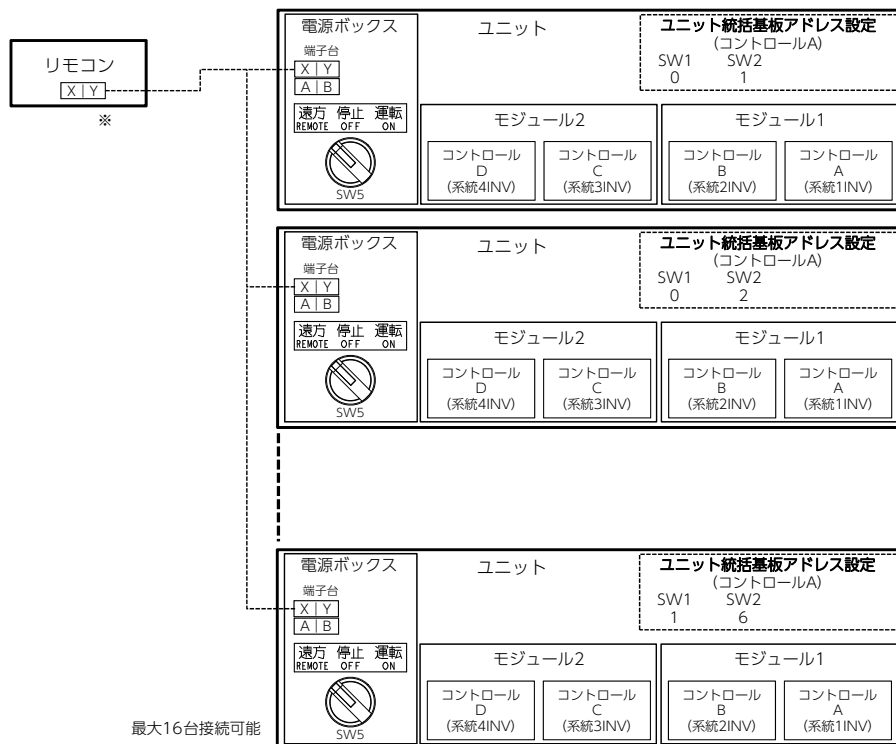 リモコン
X | Y
※
電源ボックス
端子台
X | Y
A | B
遠方 停止 運転
REMOTE OFF ON
SW5
ユニット
ユニット統括基板アドレス設定
(コントロールA)
SW1 SW2
0 1
モジュール2
コントロール
D
(系統4INV)
コントロール
C
(系統3INV)
モジュール1
コントロール
B
(系統2INV)
コントロール
A
(系統1INV)
電源ボックス
端子台
X | Y
A | B
遠方 停止 運転
REMOTE OFF ON
SW5
ユニット
ユニット統括基板アドレス設定
(コントロールA)
SW1 SW2
0 2
モジュール2
コントロール
D
(系統4INV)
コントロール
C
(系統3INV)
モジュール1
コントロール
B
(系統2INV)
コントロール
A
(系統1INV)
電源ボックス
端子台
X | Y
A | B
遠方 停止 運転
REMOTE OFF ON
SW5
ユニット
ユニット統括基板アドレス設定
(コントロールA)
SW1 SW2
1 6
モジュール2
コントロール
D
(系統4INV)
コントロール
C
(系統3INV)
モジュール1
コントロール
B
(系統2INV)
コントロール
A
(系統1INV)
最大16台接続可能